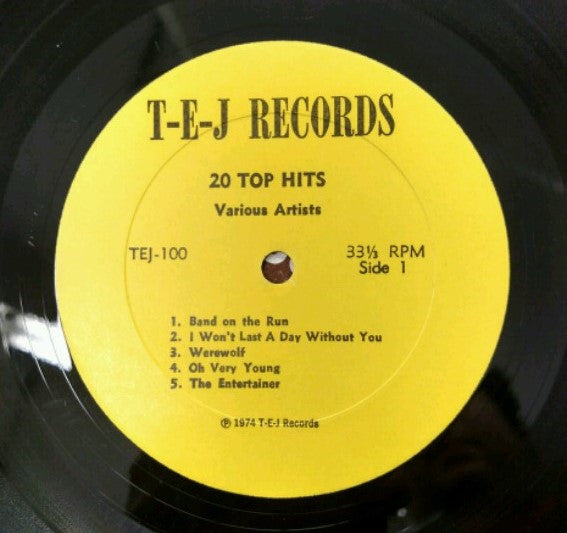 T-E-J RECORDS
20 TOP HITS
Various Artists
TEJ-100
33⅓ RPM
Side 1
1. Band on the Run
2. I Won't Last A Day Without You
3. Werewolf
4. Oh Very Young
5. The Entertainer
℗ 1974 T-E-J Records